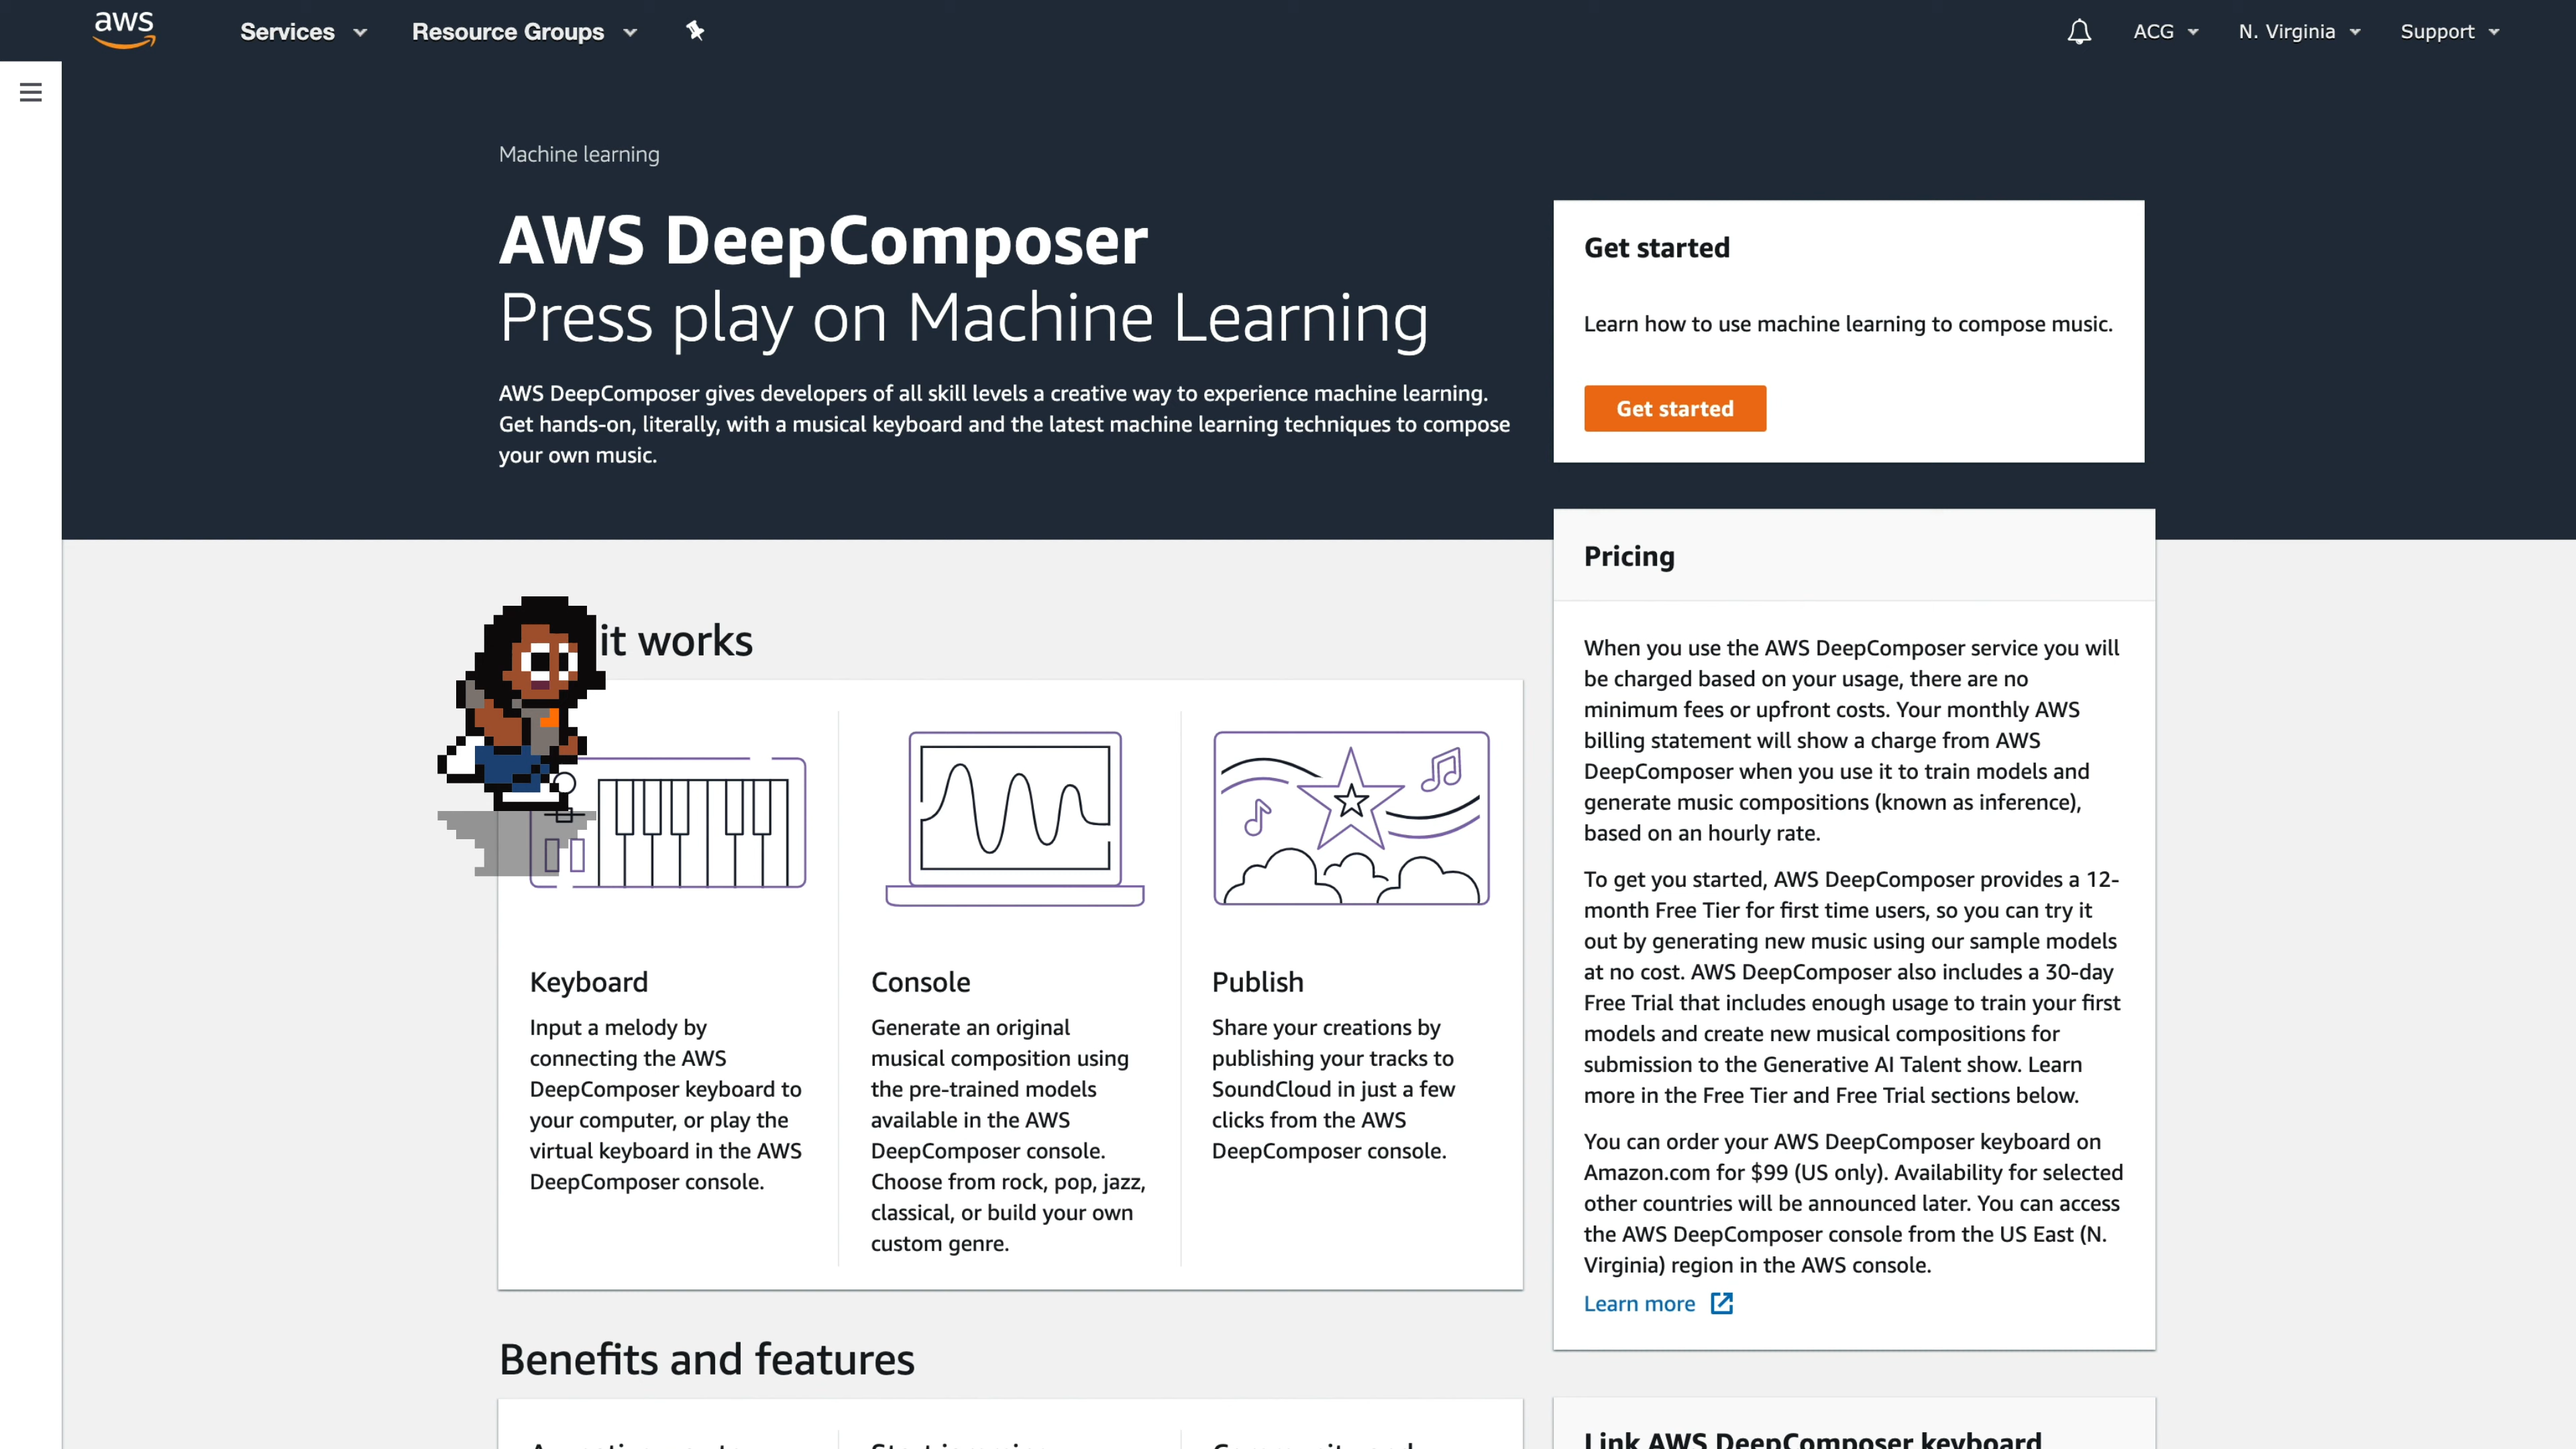 aws
Services
Resource Groups
ACG
N. Virginia
Support
Machine learning
AWS DeepComposer
Press play on Machine Learning
AWS DeepComposer gives developers of all skill levels a creative way to experience machine learning.
Get hands-on, literally, with a musical keyboard and the latest machine learning techniques to compose
your own music.
Get started
Learn how to use machine learning to compose music.
Get started
it works
Keyboard
Input a melody by
connecting the AWS
DeepComposer keyboard to
your computer, or play the
virtual keyboard in the AWS
DeepComposer console.
Console
Generate an original
musical composition using
the pre-trained models
available in the AWS
DeepComposer console.
Choose from rock, pop, jazz,
classical, or build your own
custom genre.
Publish
Share your creations by
publishing your tracks to
SoundCloud in just a few
clicks from the AWS
DeepComposer console.
Benefits and features
Pricing
When you use the AWS DeepComposer service you will
be charged based on your usage, there are no
minimum fees or upfront costs. Your monthly AWS
billing statement will show a charge from AWS
DeepComposer when you use it to train models and
generate music compositions (known as inference),
based on an hourly rate.
To get you started, AWS DeepComposer provides a 12-
month Free Tier for first time users, so you can try it
out by generating new music using our sample models
at no cost. AWS DeepComposer also includes a 30-day
Free Trial that includes enough usage to train your first
models and create new musical compositions for
submission to the Generative AI Talent show. Learn
more in the Free Tier and Free Trial sections below.
You can order your AWS DeepComposer keyboard on
Amazon.com for $99 (US only). Availability for selected
other countries will be announced later. You can access
the AWS DeepComposer console from the US East (N.
Virginia) region in the AWS console.
Learn more
Link AWS DeepComposer keyboard